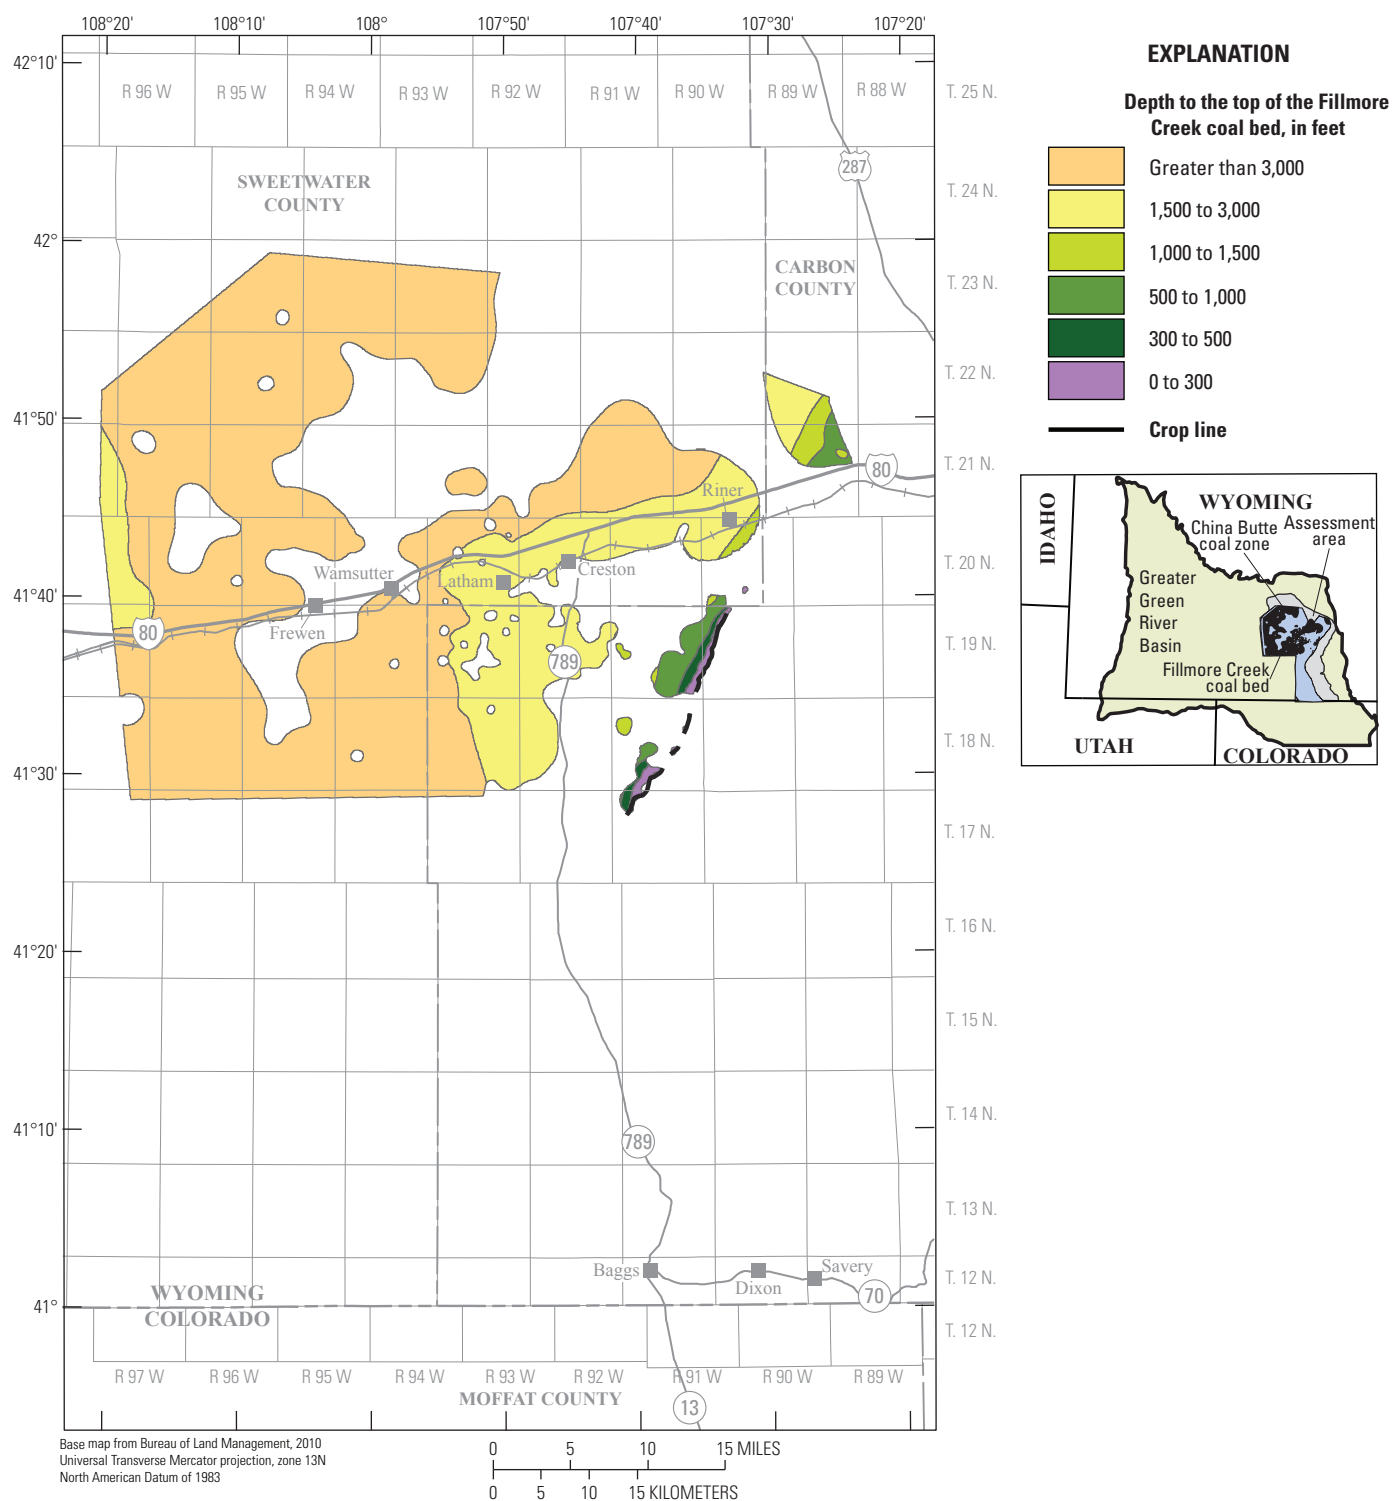 108°20'
108°10'
108°
107°50'
107°40'
107°30'
107°20'
42°10'
42°
41°50'
41°40'
41°30'
41°20'
41°10'
41°
R 96 W
R 95 W
R 94 W
R 93 W
R 92 W
R 91 W
R 90 W
R 89 W
R 88 W
T. 25 N.
T. 24 N.
T. 23 N.
T. 22 N.
T. 21 N.
T. 20 N.
T. 19 N.
T. 18 N.
T. 17 N.
T. 16 N.
T. 15 N.
T. 14 N.
T. 13 N.
T. 12 N.
T. 12 N.
SWEETWATER
COUNTY
CARBON
COUNTY
287
80
Riner
Wamsutter
Latham
Creston
Frewen
80
789
789
Baggs
Dixon
Savery
70
WYOMING
COLORADO
R 97 W
R 96 W
R 95 W
R 94 W
R 93 W
R 92 W
R 91 W
R 90 W
R 89 W
MOFFAT COUNTY
13
Base map from Bureau of Land Management, 2010
Universal Transverse Mercator projection, zone 13N
North American Datum of 1983
0 5 10 15 MILES
0 5 10 15 KILOMETERS
EXPLANATION
Depth to the top of the Fillmore
Creek coal bed, in feet
Greater than 3,000
1,500 to 3,000
1,000 to 1,500
500 to 1,000
300 to 500
0 to 300
Crop line
IDAHO
WYOMING
China Butte
coal zone
Assessment
area
Greater
Green
River
Basin
Fillmore Creek
coal bed
UTAH
COLORADO